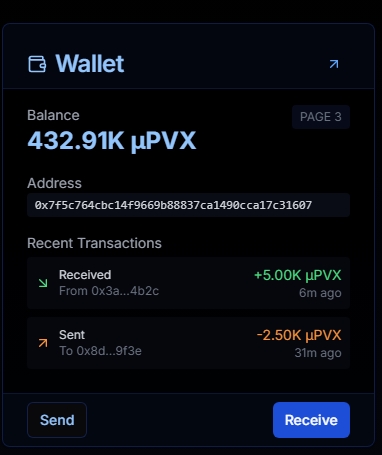 Wallet
Balance
PAGE 3
432.91K µPVX
Address
0x7f5c764cbc14f9669b88837ca1490cca17c31607
Recent Transactions
Received
+5.00K µPVX
From 0x3a...4b2c
6m ago
Sent
-2.50K µPVX
To 0x8d...9f3e
31m ago
Send
Receive